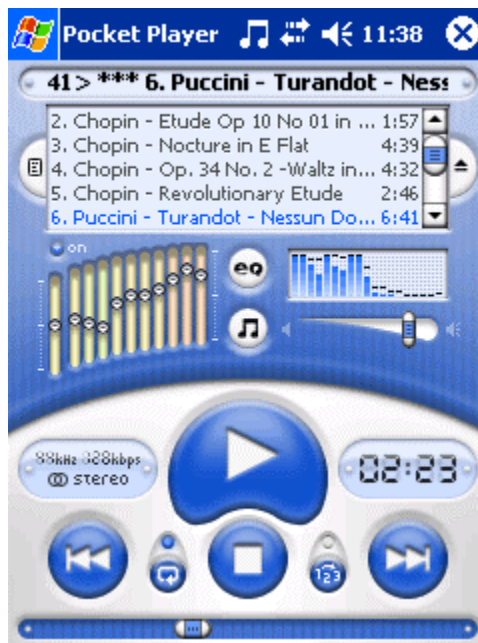 Pocket Player 11:38
41> *** 6. Puccini - Turandot - Ness
2. Chopin - Etude Op 10 No 01 in ... 1:57
3. Chopin - Nocture in E Flat 4:39
4. Chopin - Op. 34 No. 2 -Waltz in... 4:32
5. Chopin - Revolutionary Etude 2:46
6. Puccini - Turandot - Nessun Do... 6:41
on
eq
stereo
02:23
123